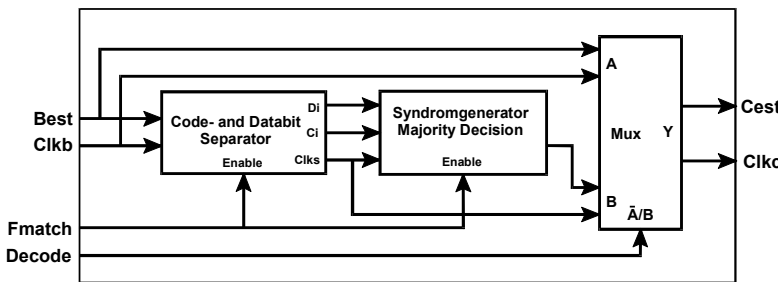 Best
Clkb
Fmatch
Decode
Code- and Databit
Separator
Enable
Di
Ci
Clks
Syndromgenerator
Majority Decision
Enable
A
Mux
Y
B
Ā/B
Cest
Clkc